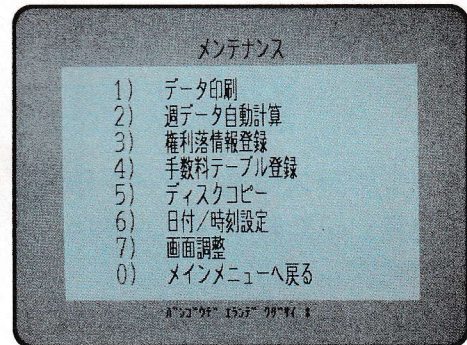 メンテナンス
1) データ印刷
2) 週データ自動計算
3) 権利落情報登録
4) 手数料テーブル登録
5) ディスクコピー
6) 日付/時刻設定
7) 画面調整
0) メインメニューへ戻る
ﾊﾞﾝｺﾞｳﾃﾞ ｴﾗﾝﾃﾞ ｸﾀﾞｻｲ